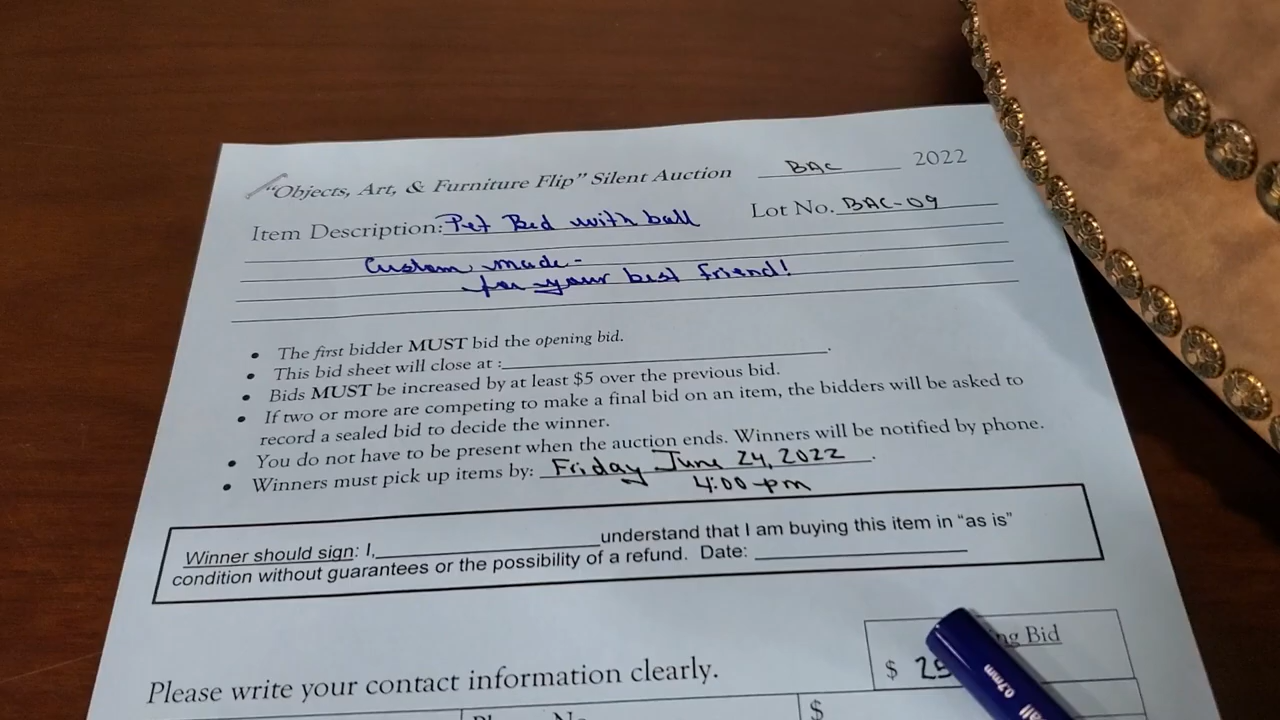 "Objects, Art, & Furniture Flip" Silent Auction BAC 2022
Item Description: Pet Bed with ball Lot No. BAC-09
Custom made-
for your best friend!
• The first bidder MUST bid the opening bid.
• This bid sheet will close at :
• Bids MUST be increased by at least $5 over the previous bid.
• If two or more are competing to make a final bid on an item, the bidders will be asked to
record a sealed bid to decide the winner.
• You do not have to be present when the auction ends. Winners will be notified by phone.
• Winners must pick up items by: Friday June 24, 2022
4:00 pm
Winner should sign: I, understand that I am buying this item in "as is"
condition without guarantees or the possibility of a refund. Date:
Bid
$ 25
Please write your contact information clearly.
$
0.7mm